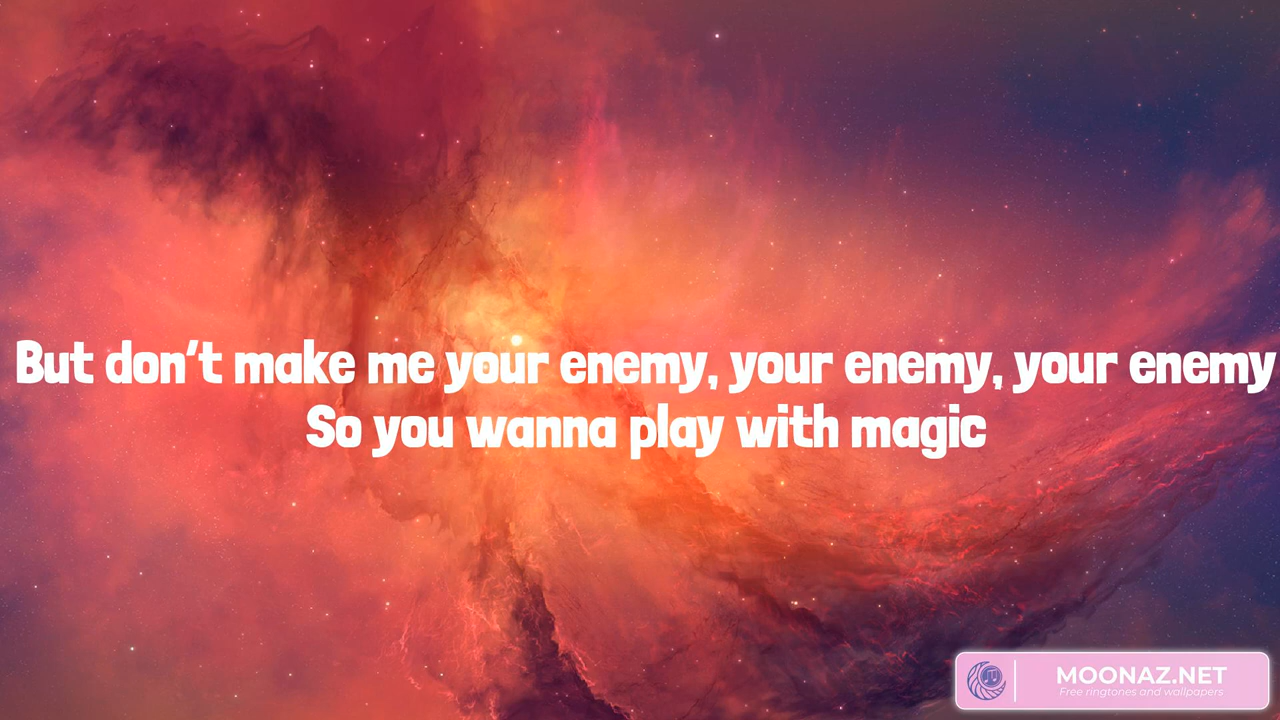 But don't make me your enemy, your enemy, your enemy
So you wanna play with magic
MOONAZ.NET
Free ringtones and wallpapers